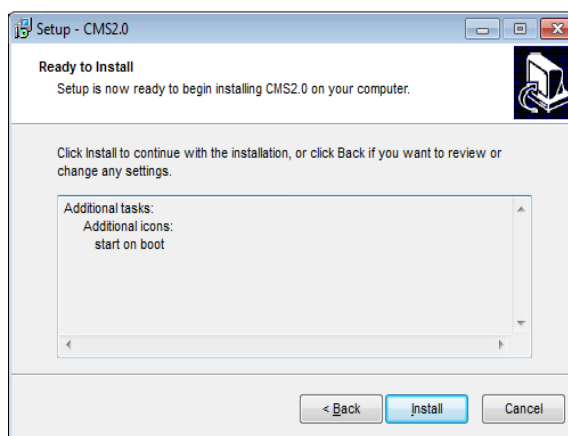 Setup - CMS2.0
Ready to Install
Setup is now ready to begin installing CMS2.0 on your computer.
Click Install to continue with the installation, or click Back if you want to review or
change any settings.
Additional tasks:
Additional icons:
start on boot
< Back
Install
Cancel